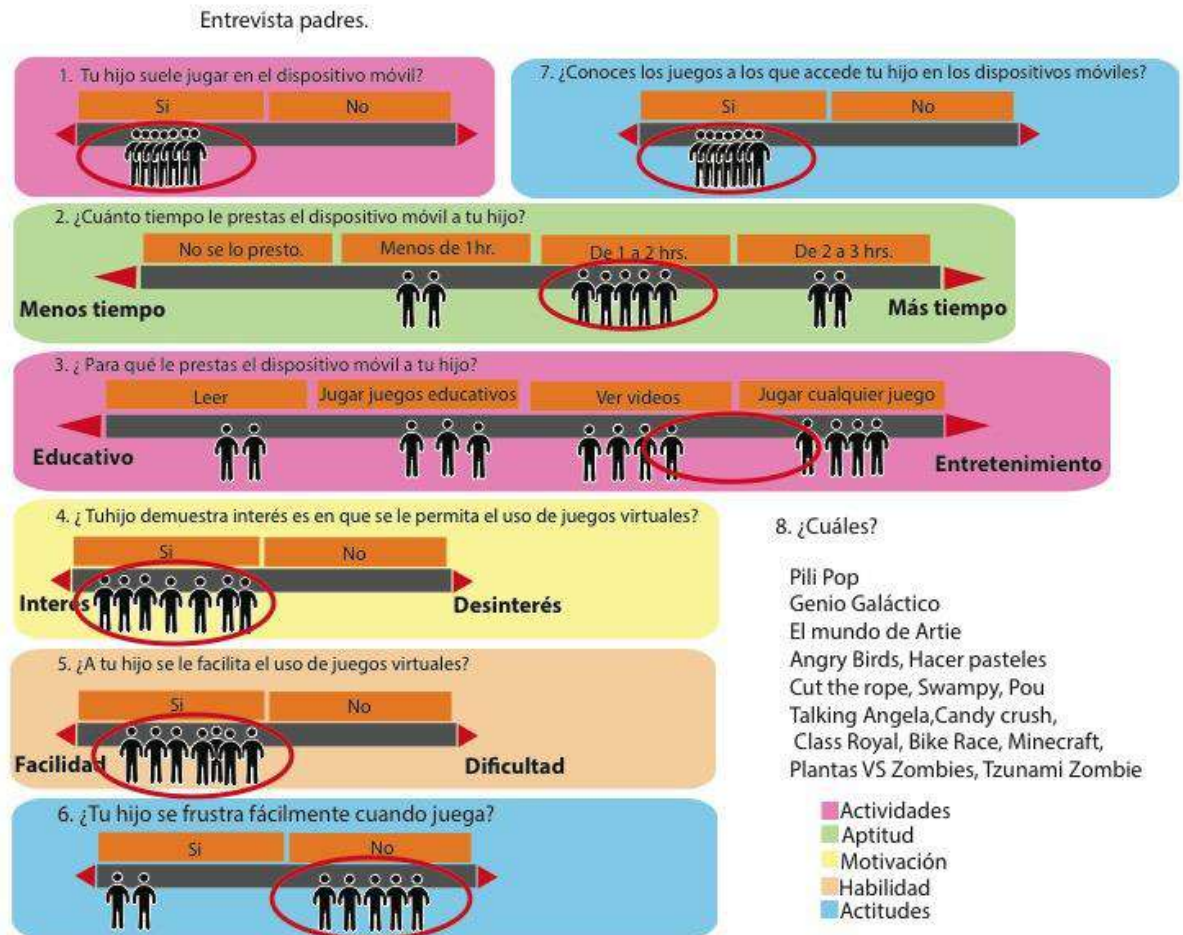 Entrevista padres.
1. Tu hijo suele jugar en el dispositivo móvil?
Si No
7. ¿Conoces los juegos a los que accede tu hijo en los dispositivos móviles?
Si No
2. ¿Cuánto tiempo le prestas el dispositivo móvil a tu hijo?
No se lo presto. Menos de 1hr. De 1 a 2 hrs. De 2 a 3 hrs.
Menos tiempo Más tiempo
3. ¿ Para qué le prestas el dispositivo móvil a tu hijo?
Leer Jugar juegos educativos Ver videos Jugar cualquier juego
Educativo Entretenimiento
4. ¿ Tuhijo demuestra interés es en que se le permita el uso de juegos virtuales?
Si No
Interés Desinterés
5. ¿A tu hijo se le facilita el uso de juegos virtuales?
Si No
Facilidad Dificultad
6. ¿Tu hijo se frustra fácilmente cuando juega?
Si No
8. ¿Cuáles?
Pili Pop
Genio Galáctico
El mundo de Artie
Angry Birds, Hacer pasteles
Cut the rope, Swampy, Pou
Talking Angela,Candy crush,
Class Royal, Bike Race, Minecraft,
Plantas VS Zombies, Tzunami Zombie
Actividades
Aptitud
Motivación
Habilidad
Actitudes